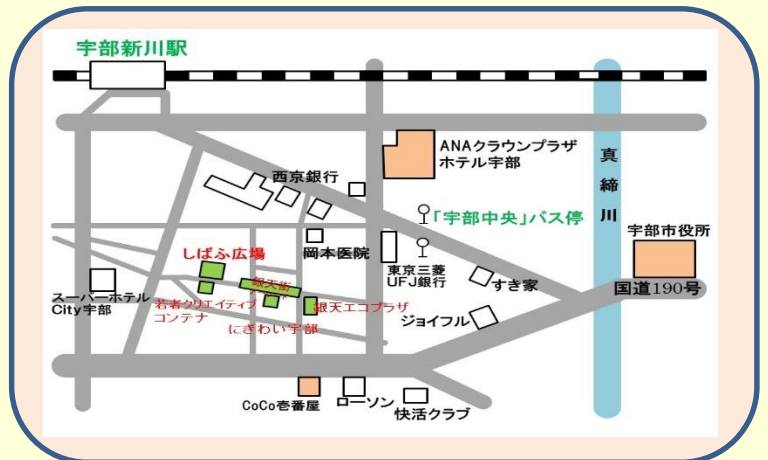 宇部新川駅
ANAクラウンプラザ
ホテル宇部
西京銀行
真締川
「宇部中央」バス停
宇部市役所
しばふ広場
岡本医院
東京三菱
UFJ銀行
国道190号
すき家
スーパーホテル
City宇部
銀天街
若者クリエイティブ
コンテナ
銀天エコプラザ
にぎわい宇部
ジョイフル
CoCo壱番屋
ローソン
快活クラブ